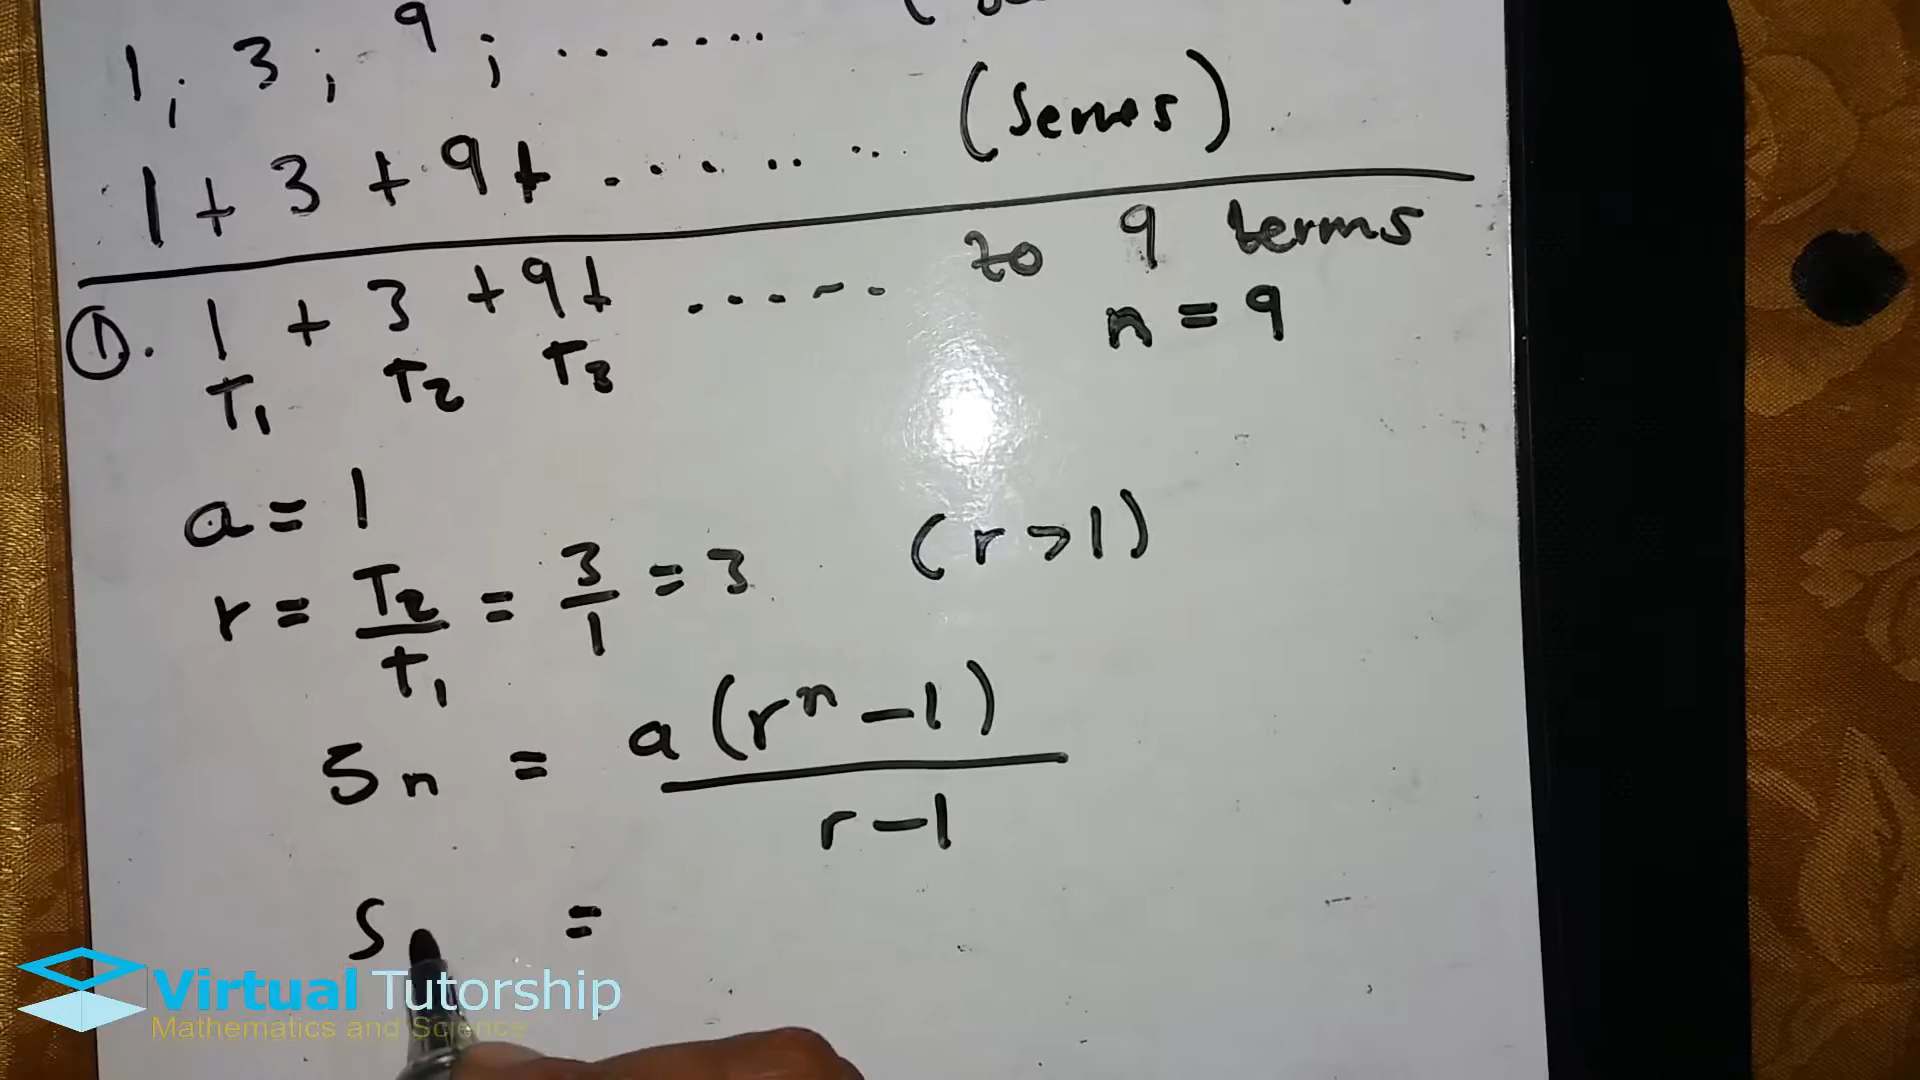 1 ; 3 ; 9 ; .......
1 + 3 + 9 + ....... (Series)
①. 1 + 3 + 9 + ..... to 9 terms
T₁ T₂ T₃ n = 9
a = 1
r = T₂/T₁ = 3/1 = 3 (r > 1)
Sn = a(rⁿ - 1)
r - 1
S =
Virtual Tutorship
Mathematics and Science